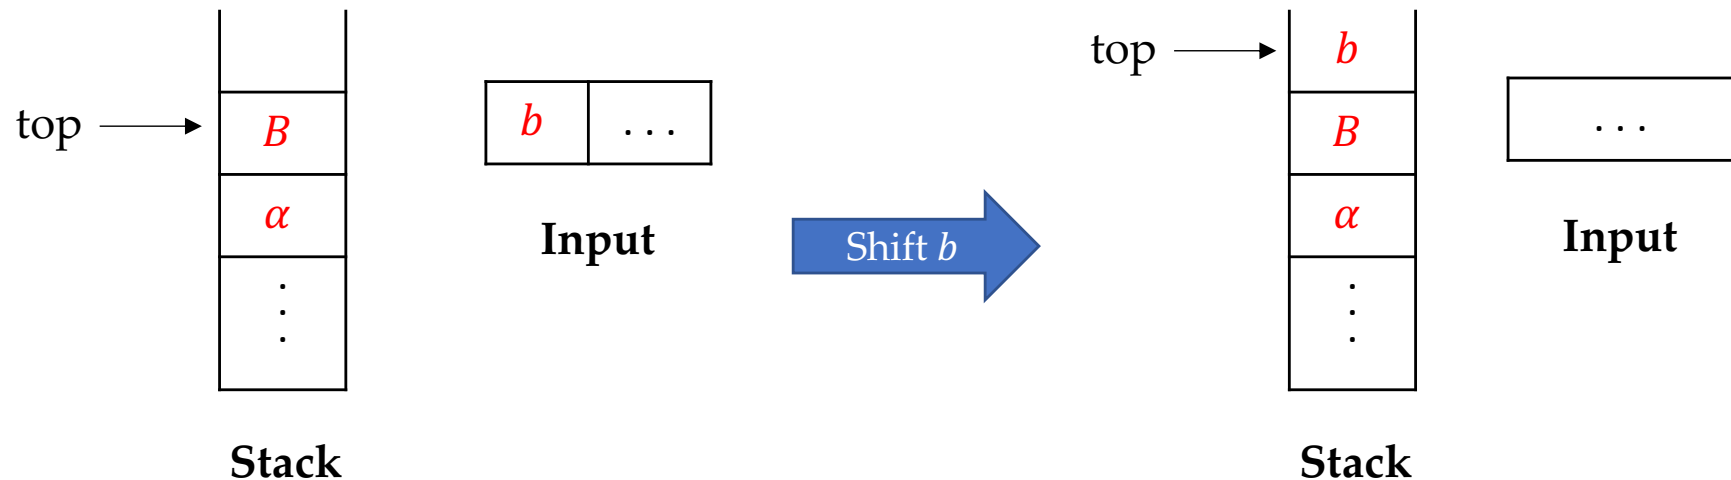 top
B
α
.
.
.
Stack
b
. . .
Input
Shift b
top
b
B
α
.
.
.
Stack
. . .
Input